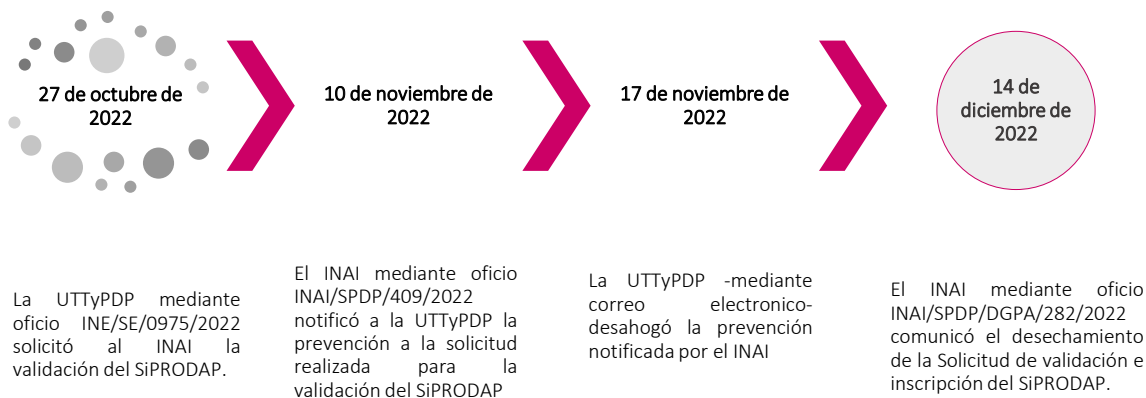 27 de octubre de
2022
10 de noviembre de
2022
17 de noviembre de
2022
14 de
diciembre de
2022
La UTTyPDP mediante
oficio INE/SE/0975/2022
solicitó al INAI la
validación del SiPRODAP.
El INAI mediante oficio
INAI/SPDP/409/2022
notificó a la UTTyPDP la
prevención a la solicitud
realizada para la
validación del SiPRODAP
La UTTyPDP -mediante
correo electronico-
desahogó la prevención
notificada por el INAI
El INAI mediante oficio
INAI/SPDP/DGPA/282/2022
comunicó el desechamiento
de la Solicitud de validación e
inscripción del SiPRODAP.